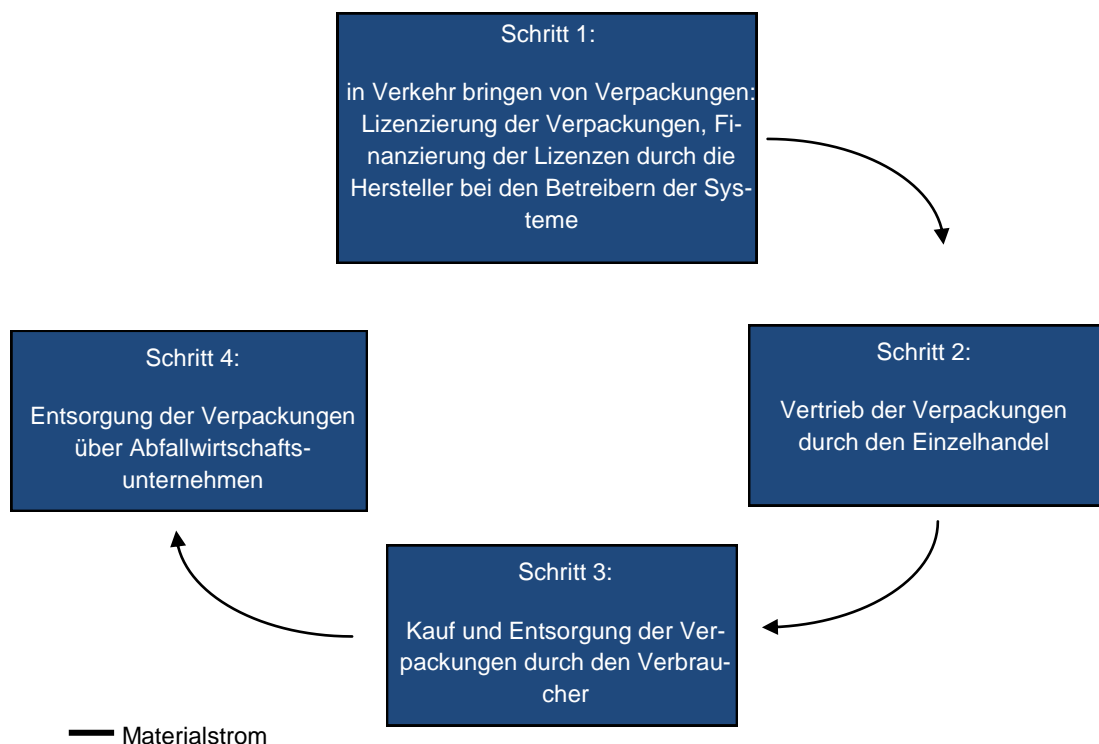 Schritt 1:
in Verkehr bringen von Verpackungen:
Lizenzierung der Verpackungen, Fi-
nanzierung der Lizenzen durch die
Hersteller bei den Betreibern der Sys-
teme
Schritt 2:
Vertrieb der Verpackungen
durch den Einzelhandel
Schritt 3:
Kauf und Entsorgung der Ver-
packungen durch den Verbrau-
cher
Schritt 4:
Entsorgung der Verpackungen
über Abfallwirtschafts-
unternehmen
Materialstrom